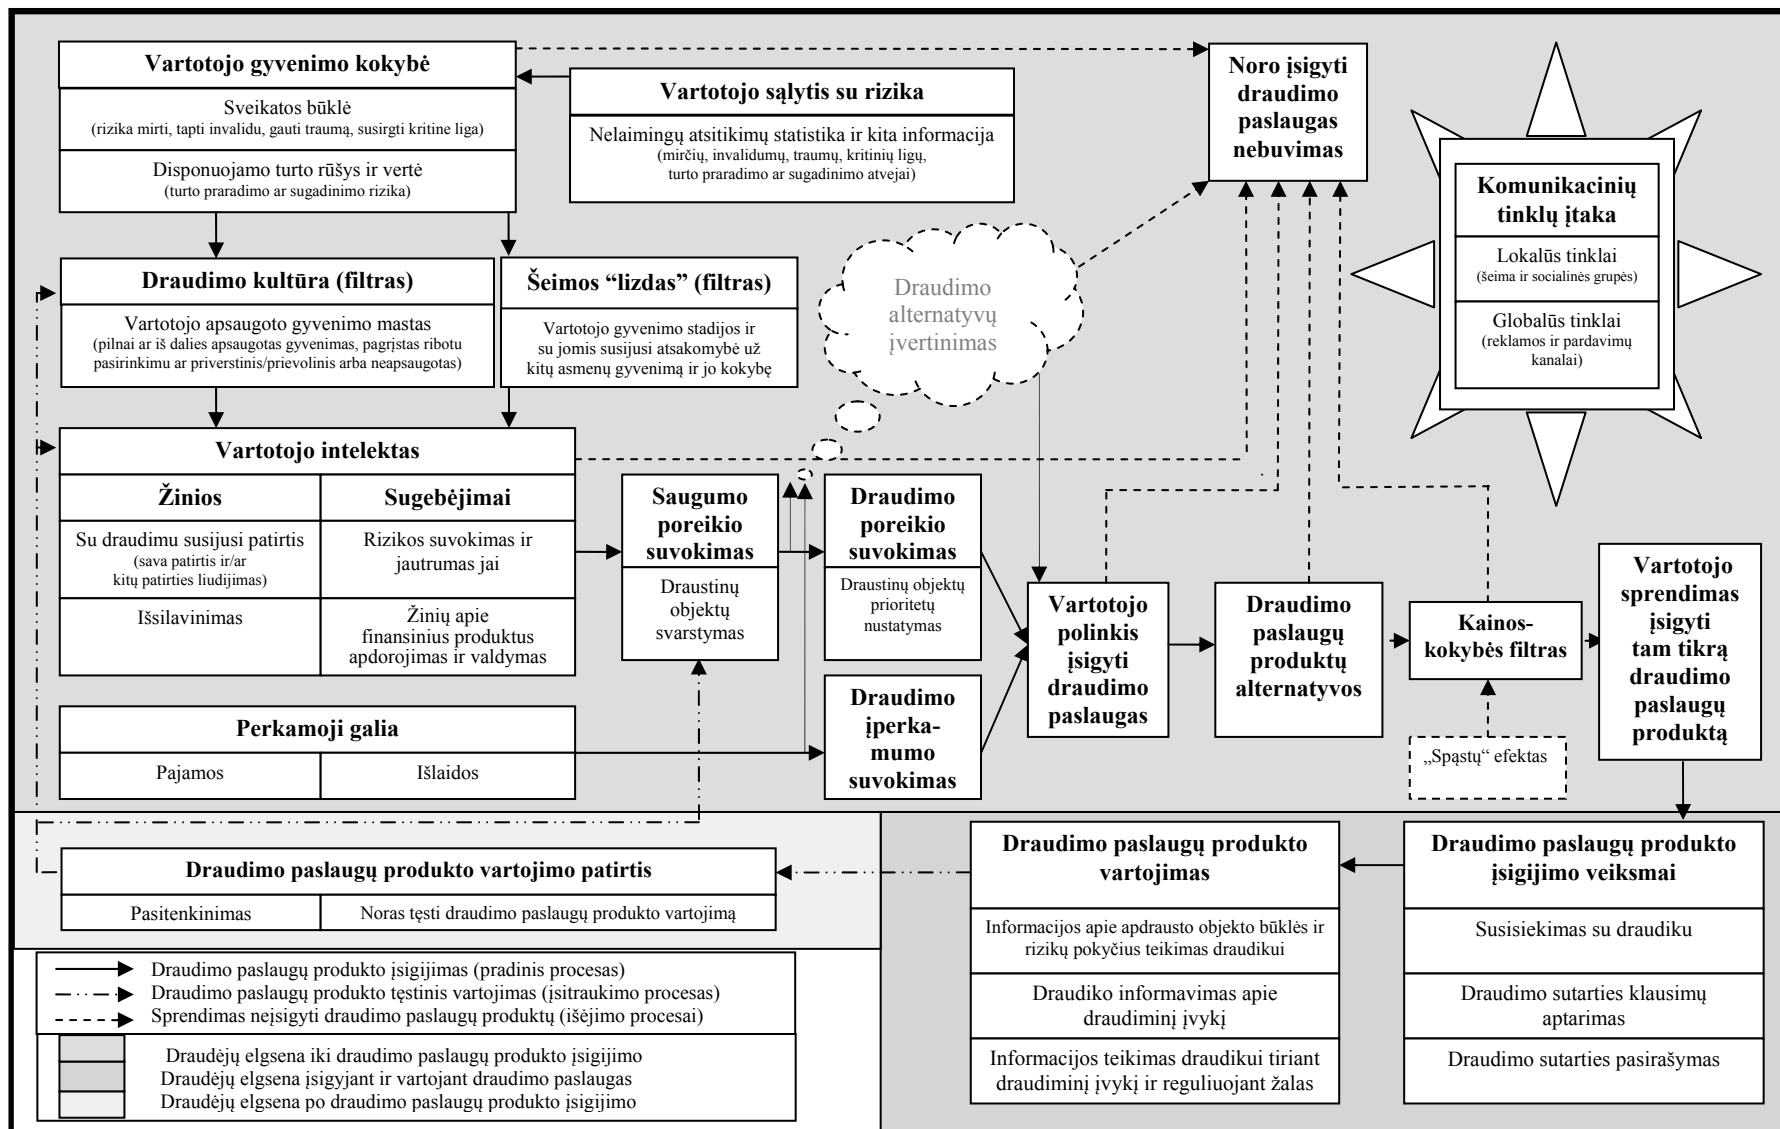 Vartotojo gyvenimo kokybė
Sveikatos būklė
(rizika mirti, tapti invalidu, gauti traumą, susirgti kritine liga)
Disponuojamo turto rūšys ir vertė
(turto praradimo ar sugadinimo rizika)
Vartotojo sąlytis su rizika
Nelaimingų atsitikimų statistika ir kita informacija
(mirčių, invalidumų, traumų, kritinių ligų,
turto praradimo ar sugadinimo atvejai)
Noro įsigyti
draudimo
paslaugas
nebuvimas
Komunikacinių
tinklų įtaka
Lokalūs tinklai
(šeima ir socialinės grupės)
Globalūs tinklai
(reklamos ir pardavimų
kanalai)
Draudimo kultūra (filtras)
Vartotojo apsaugoto gyvenimo mastas
(pilnai ar iš dalies apsaugotas gyvenimas, pagrįstas ribotu
pasirinkimu ar priverstinis/prievolinis arba neapsaugotas)
Šeimos “lizdas” (filtras)
Vartotojo gyvenimo stadijos ir
su jomis susijusi atsakomybė už
kitų asmenų gyvenimą ir jo kokybę
Draudimo
alternatyvų
įvertinimas
Vartotojo intelektas
Žinios
Su draudimu susijusi patirtis
(sava patirtis ir/ar
kitų patirties liudijimas)
Išsilavinimas
Sugebėjimai
Rizikos suvokimas ir
jautrumas jai
Žinių apie
finansinius produktus
apdorojimas ir valdymas
Saugumo
poreikio
suvokimas
Draustinų
objektų
svarstymas
Draudimo
poreikio
suvokimas
Draustinų objektų
prioritetų
nustatymas
Perkamoji galia
Pajamos
Išlaidos
Draudimo
įperka-
mumo
suvokimas
Vartotojo
polinkis
įsigyti
draudimo
paslaugas
Draudimo
paslaugų
produktų
alternatyvos
Kainos-
kokybės filtras
„Spąstų“ efektas
Vartotojo
sprendimas
įsigyti
tam tikrą
draudimo
paslaugų
produktą
Draudimo paslaugų produkto vartojimo patirtis
Pasitenkinimas
Noras tęsti draudimo paslaugų produkto vartojimą
Draudimo paslaugų produkto
vartojimas
Informacijos apie apdrausto objekto būklės ir
rizikų pokyčius teikimas draudikui
Draudiko informavimas apie
draudiminį įvykį
Informacijos teikimas draudikui tiriant
draudiminį įvykį ir reguliuojant žalas
Draudimo paslaugų produkto
įsigijimo veiksmai
Susisiekimas su draudiku
Draudimo sutarties klausimų
aptarimas
Draudimo sutarties pasirašymas
Draudimo paslaugų produkto įsigijimas (pradinis procesas)
Draudimo paslaugų produkto tęstinis vartojimas (įsitraukimo procesas)
Sprendimas neįsigyti draudimo paslaugų produktų (išėjimo procesai)
Draudėjų elgsena iki draudimo paslaugų produkto įsigijimo
Draudėjų elgsena įsigyjant ir vartojant draudimo paslaugas
Draudėjų elgsena po draudimo paslaugų produkto įsigijimo